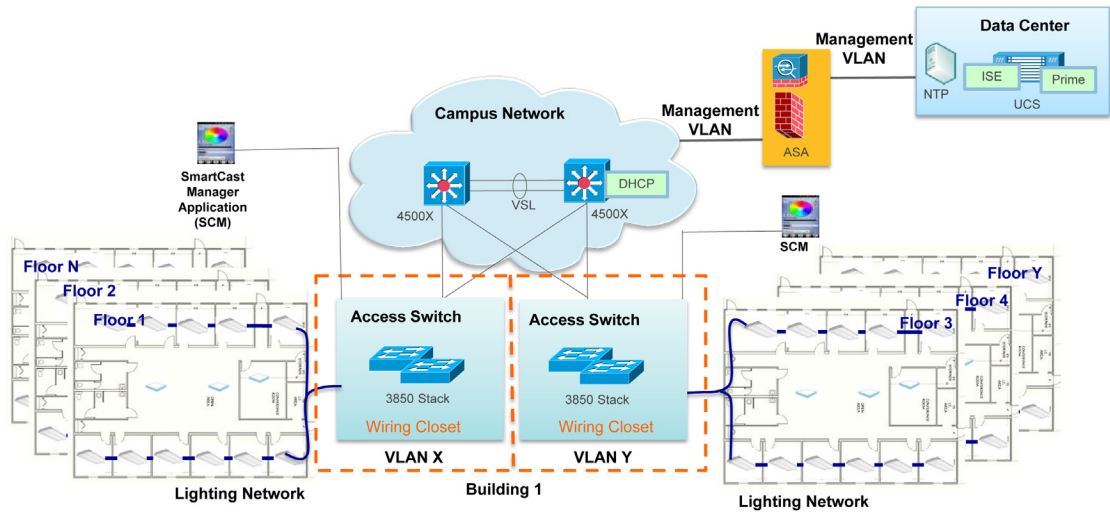 Data Center
Management
VLAN
NTP
ISE
Prime
UCS
Management
VLAN
ASA
Campus Network
DHCP
VSL
4500X
4500X
SmartCast
Manager
Application
(SCM)
SCM
Floor N
Floor 2
Floor 1
Floor Y
Floor 4
Floor 3
Access Switch
3850 Stack
Wiring Closet
VLAN X
Access Switch
3850 Stack
Wiring Closet
VLAN Y
Building 1
Lighting Network
Lighting Network